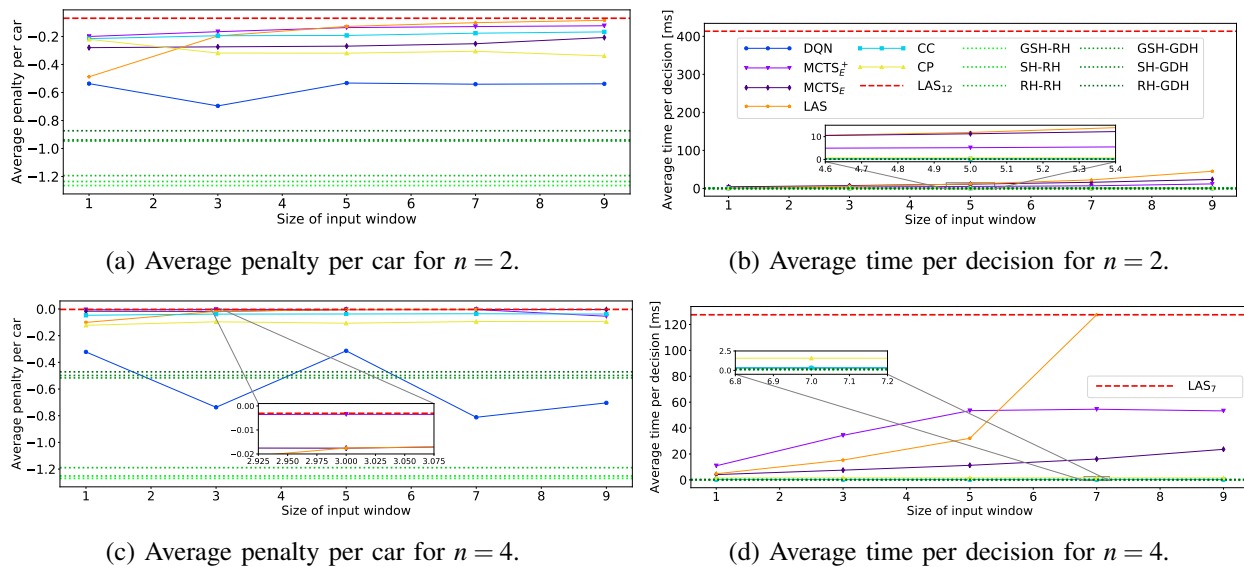 Average penalty per car
−0.2
−0.4
−0.6
−0.8
−1.0
−1.2
1 2 3 4 5 6 7 8 9
Size of input window
(a) Average penalty per car for n = 2.
Average time per decision [ms]
400
300
200
100
0
DQN CC GSH-RH GSH-GDH
MCTS_E^+ CP SH-RH SH-GDH
MCTS_E LAS_12 RH-RH RH-GDH
LAS
10
0
4.6 4.7 4.8 4.9 5.0 5.1 5.2 5.3 5.4
1 2 3 4 5 6 7 8 9
Size of input window
(b) Average time per decision for n = 2.
Average penalty per car
0.0
−0.2
−0.4
−0.6
−0.8
−1.0
−1.2
0.00
−0.01
−0.02
2.925 2.950 2.975 3.000 3.025 3.050 3.075
1 2 3 4 5 6 7 8 9
Size of input window
(c) Average penalty per car for n = 4.
Average time per decision [ms]
120
100
80
60
40
20
0
2.5
0.0
6.8 6.9 7.0 7.1 7.2
LAS_7
1 2 3 4 5 6 7 8 9
Size of input window
(d) Average time per decision for n = 4.